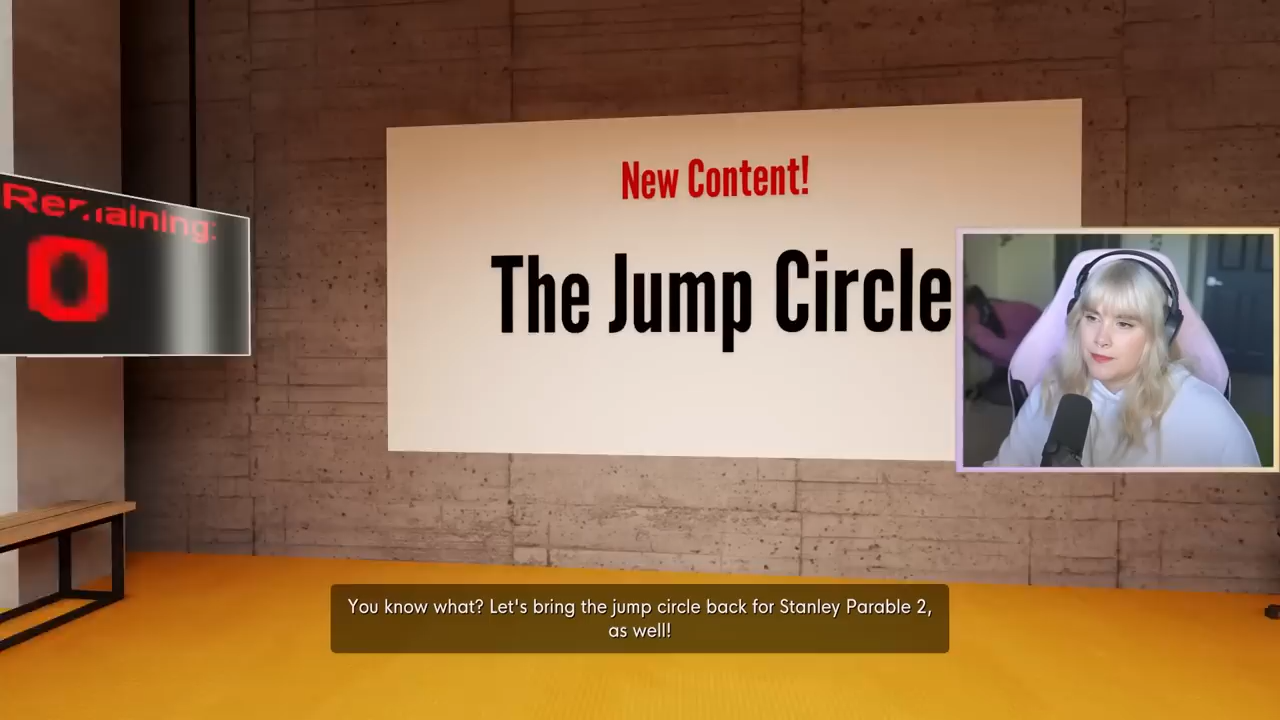 New Content!
Remaining:
0
The Jump Circle
You know what? Let's bring the jump circle back for Stanley Parable 2,
as well!